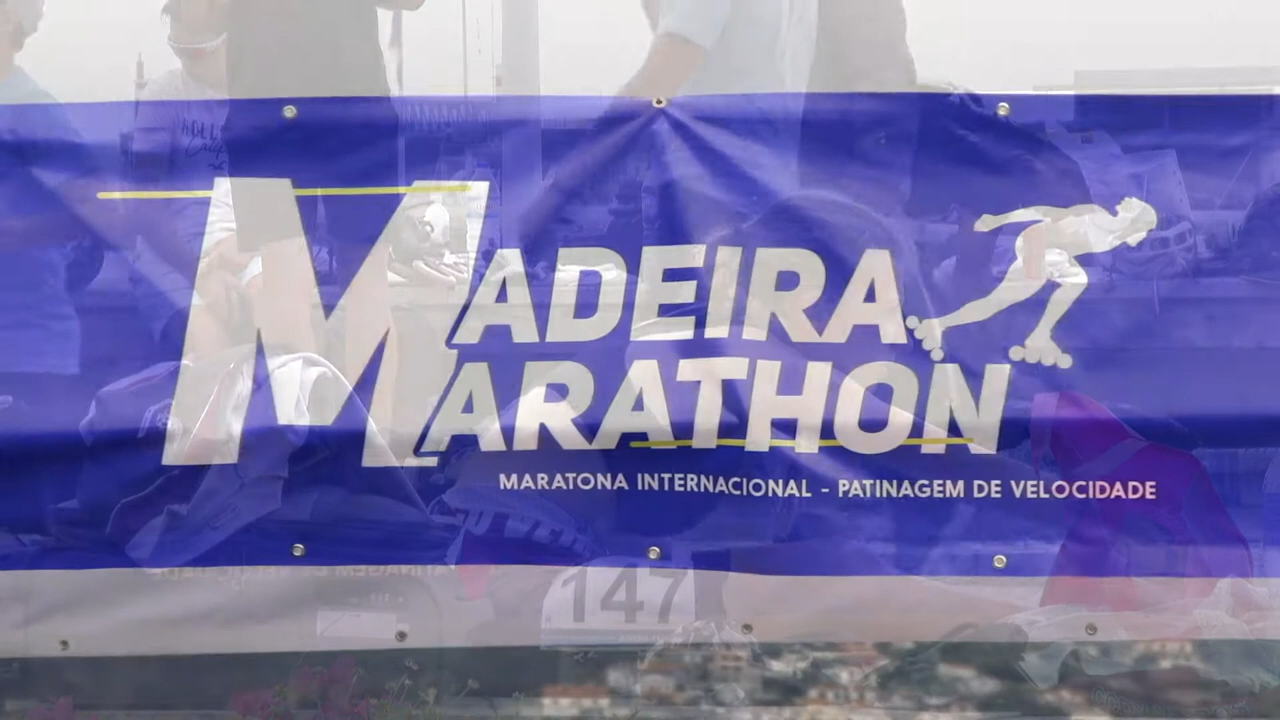 MADEIRA
MARATHON
MARATONA INTERNACIONAL - PATINAGEM DE VELOCIDADE
147